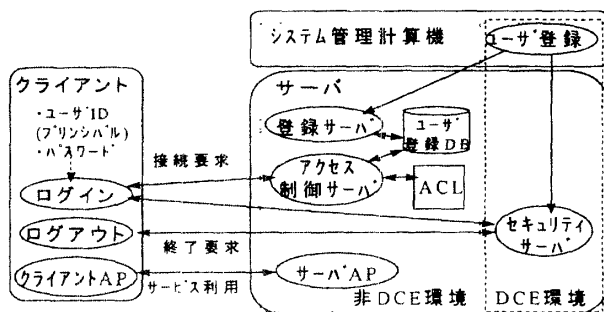 システム管理計算機
ユーザ登録
クライアント
・ユーザID
(プリンシパル)
・パスワード
ログイン
ログアウト
クライアントAP
接続要求
終了要求
サービス利用
サーバ
登録サーバ
ユーザ
登録DB
アクセス
制御サーバ
ACL
セキュリティ
サーバ
サーバAP
非DCE環境
DCE環境